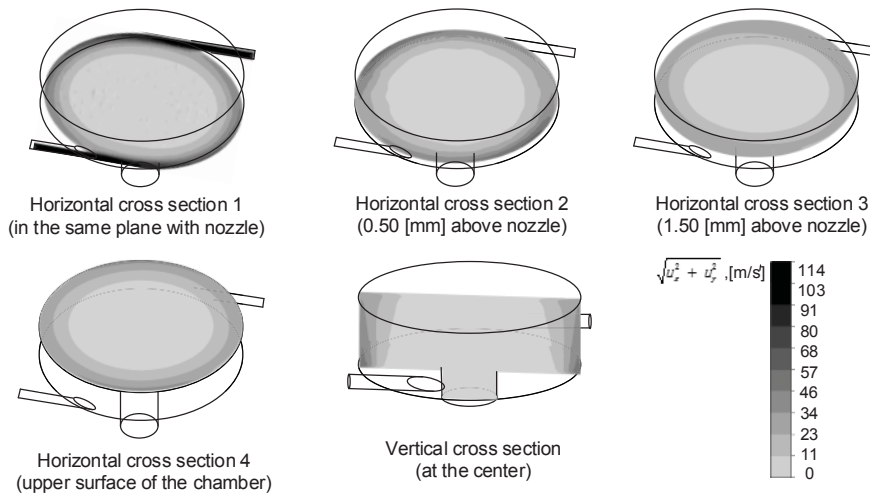 Horizontal cross section 1
(in the same plane with nozzle)
Horizontal cross section 2
(0.50 [mm] above nozzle)
Horizontal cross section 3
(1.50 [mm] above nozzle)
√u_x² + u_y² ,[m/s]
114
103
91
80
68
57
46
34
23
11
0
Horizontal cross section 4
(upper surface of the chamber)
Vertical cross section
(at the center)